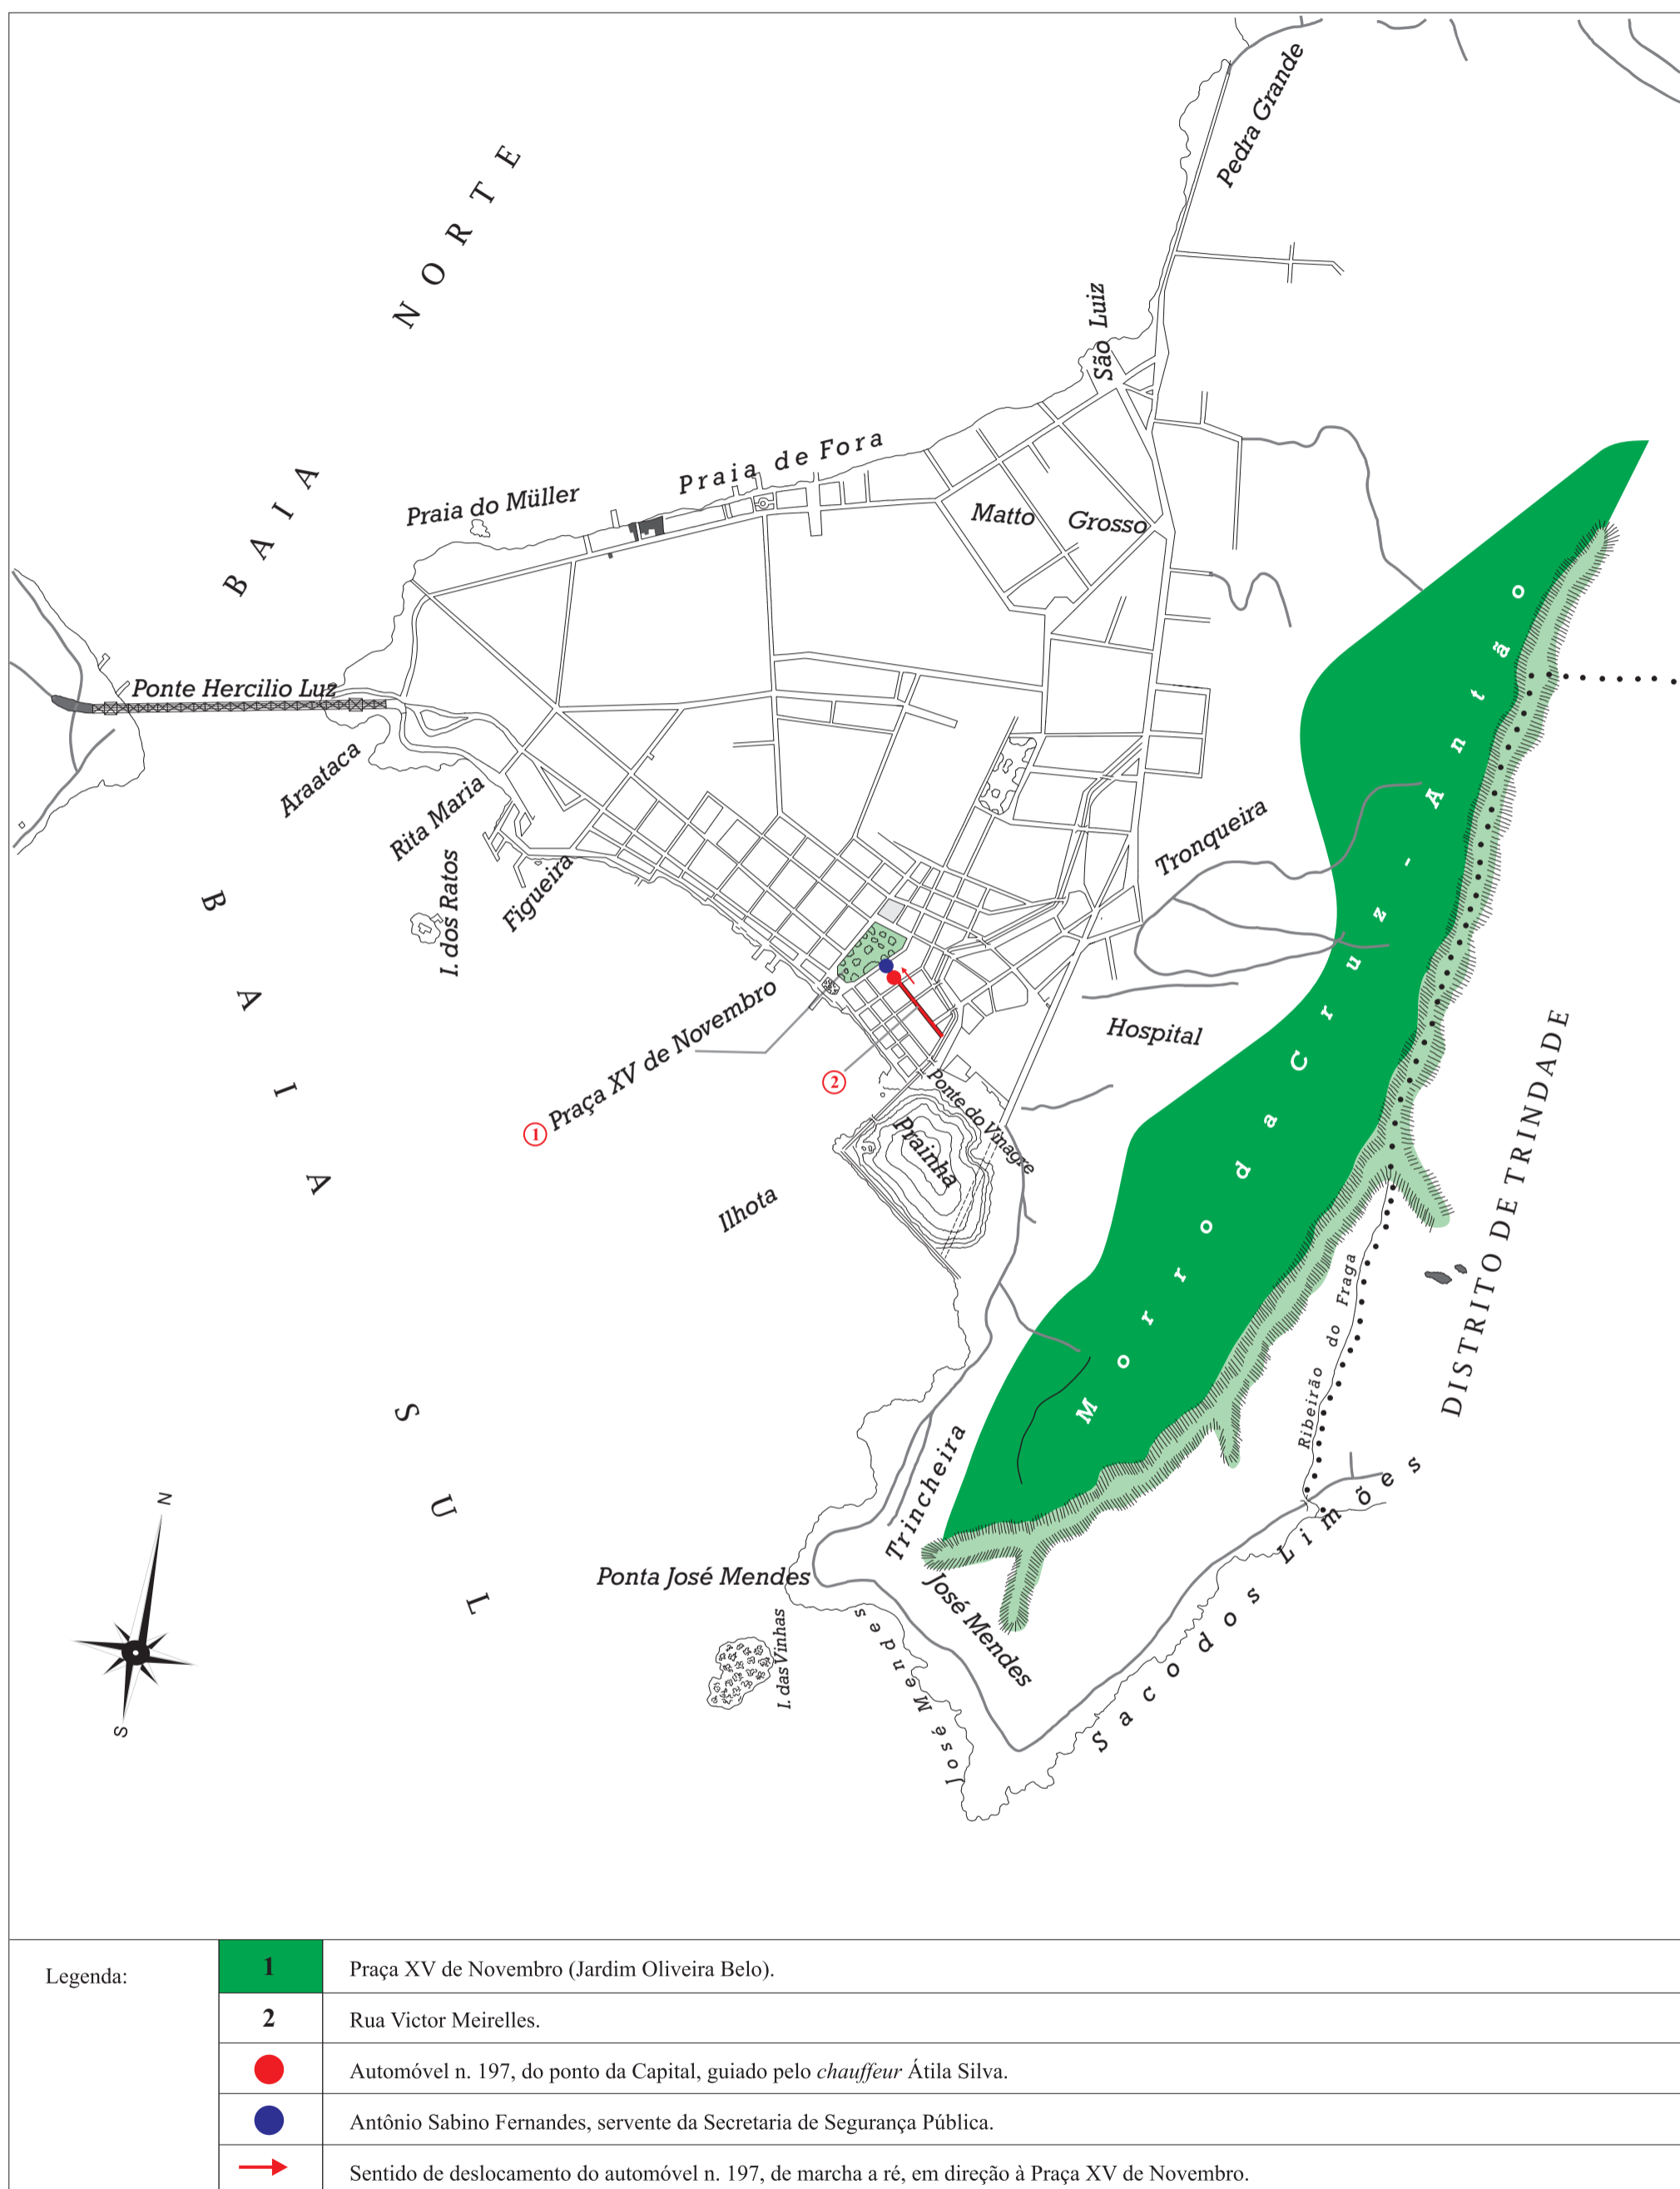 Pedra Grande
BAIA NORTE
São Luiz
Praia de Fora
Praia do Müller
Matto Grosso
Ponte Hercilio Luz
Araataca
Rita Maria
I. dos Ratos
Figueira
Tronqueira
Morro da Cruz - Antão
BAIA SUL
1 Praça XV de Novembro
2
Hospital
Ponte do Vinagre
Prainha
Ilhota
DISTRITO DE TRINDADE
Ribeirão do Fraga
Trincheira
Saco dos Limões
Ponta José Mendes
José Mendes
José Mendes
I. das Vinhas
N
S
Legenda:
1 Praça XV de Novembro (Jardim Oliveira Belo).
2 Rua Victor Meirelles.
Automóvel n. 197, do ponto da Capital, guiado pelo chauffeur Átila Silva.
Antônio Sabino Fernandes, servente da Secretaria de Segurança Pública.
Sentido de deslocamento do automóvel n. 197, de marcha a ré, em direção à Praça XV de Novembro.